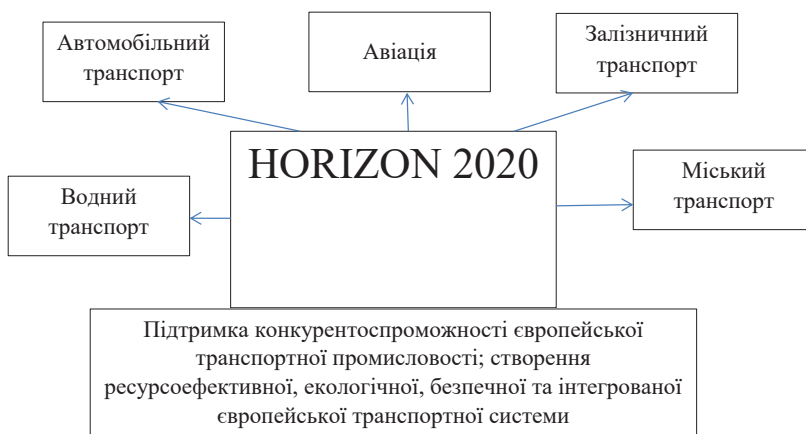 Автомобільний
транспорт
Авіація
Залізничний
транспорт
HORIZON 2020
Водний
транспорт
Міський
транспорт
Підтримка конкурентоспроможності європейської
транспортної промисловості; створення
ресурсоефективної, екологічної, безпечної та інтегрованої
європейської транспортної системи